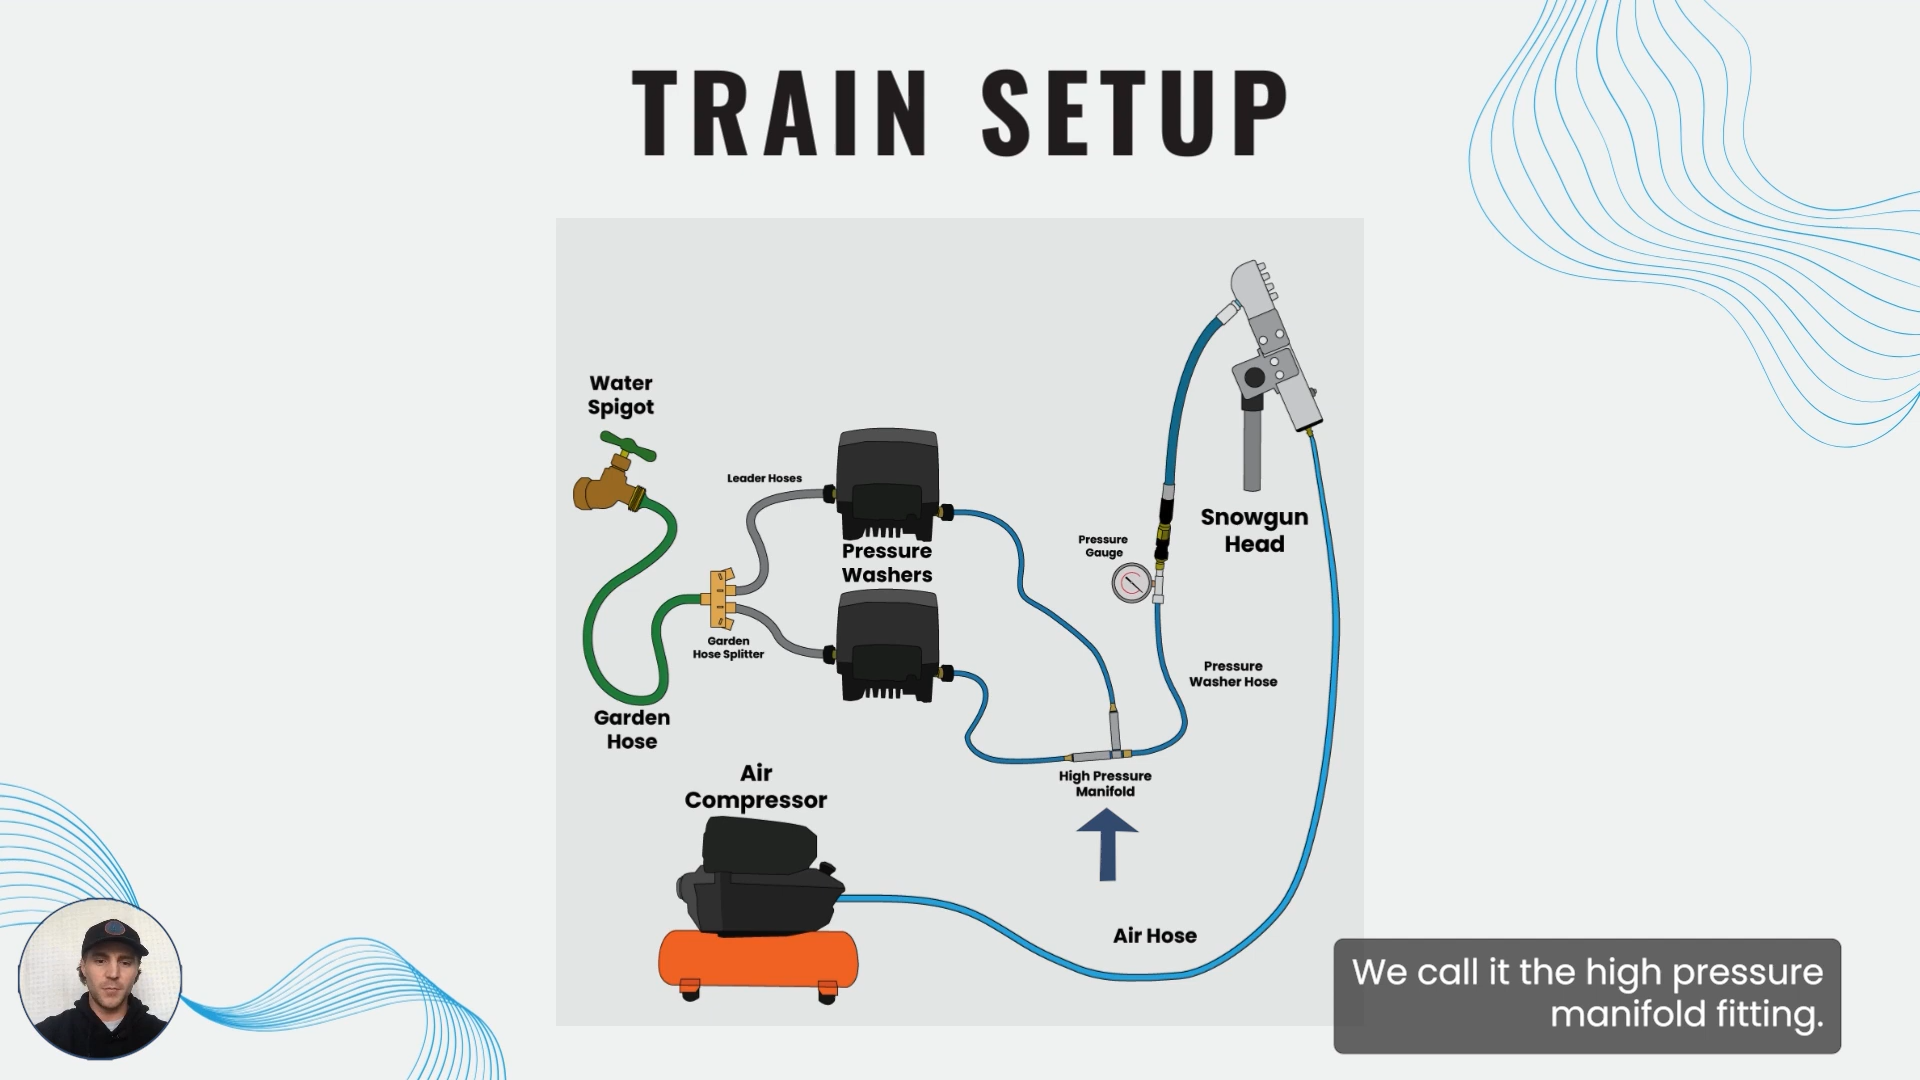 TRAIN SETUP
Water
Spigot
Leader Hoses
Pressure
Washers
Garden
Hose Splitter
Garden
Hose
Air
Compressor
Pressure
Gauge
Snowgun
Head
Pressure
Washer Hose
High Pressure
Manifold
Air Hose
We call it the high pressure
manifold fitting.